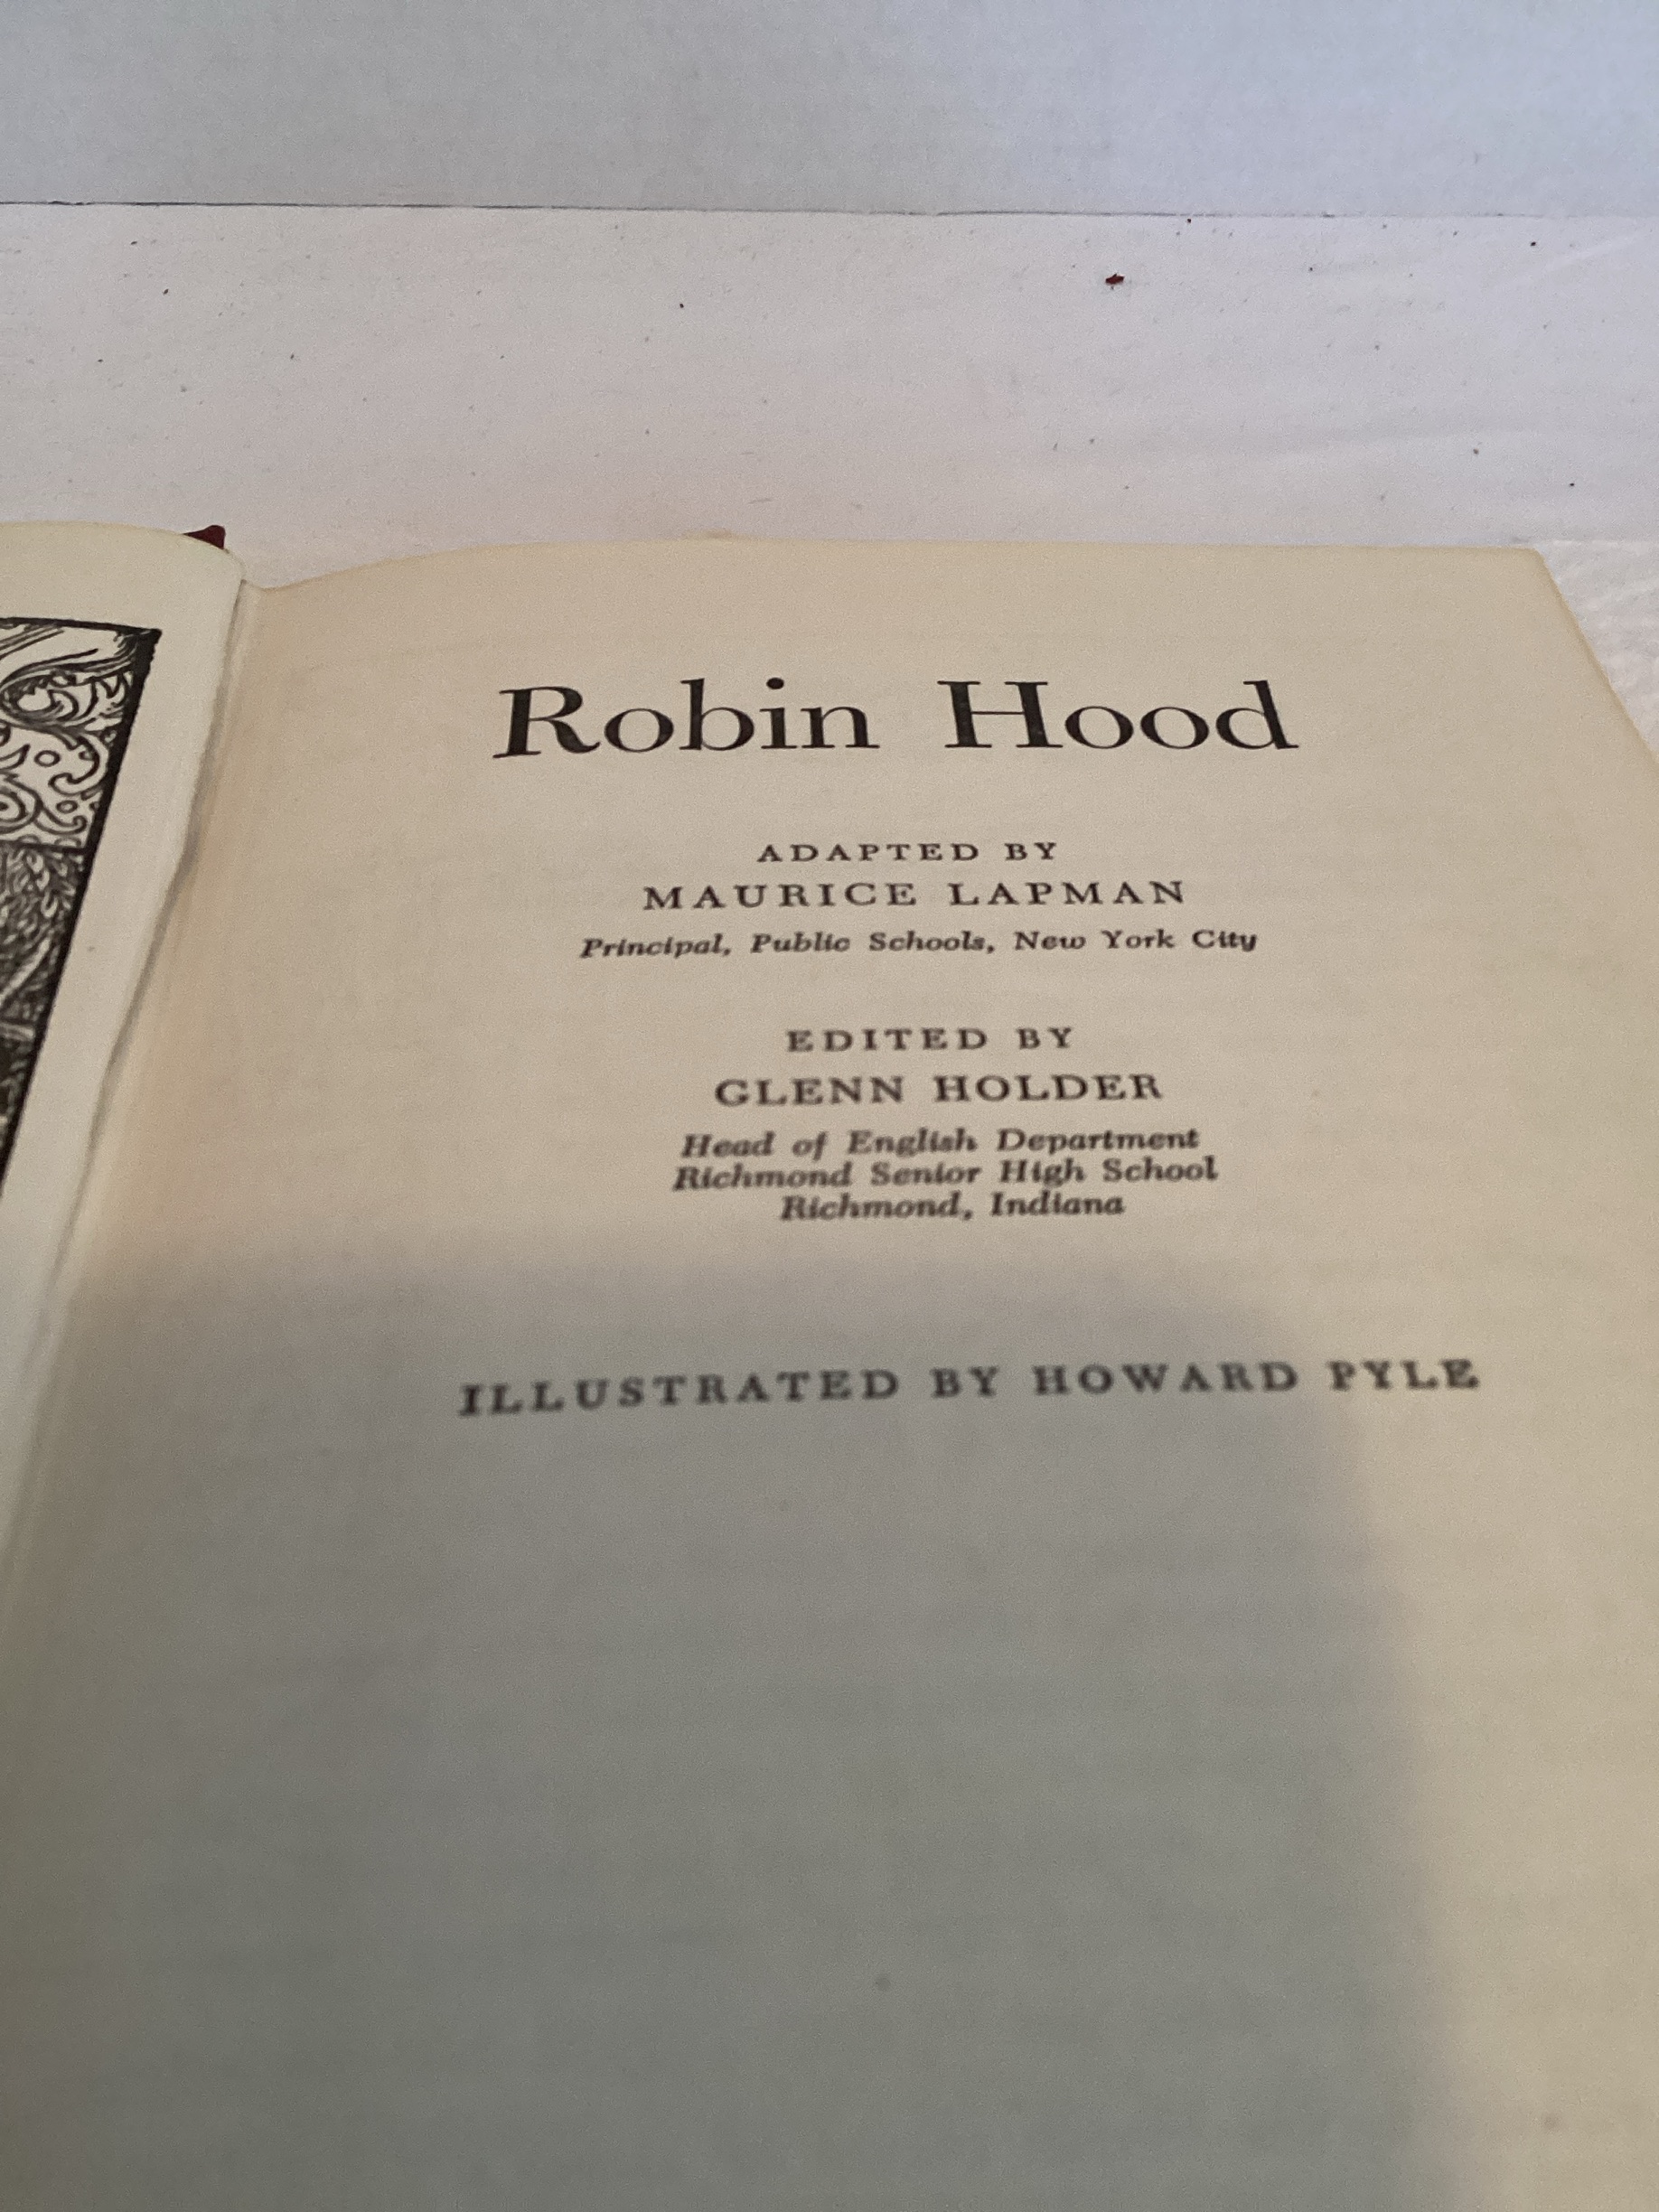 Robin Hood
ADAPTED BY
MAURICE LAPMAN
Principal, Public Schools, New York City
EDITED BY
GLENN HOLDER
Head of English Department
Richmond Senior High School
Richmond, Indiana
ILLUSTRATED BY HOWARD PYLE